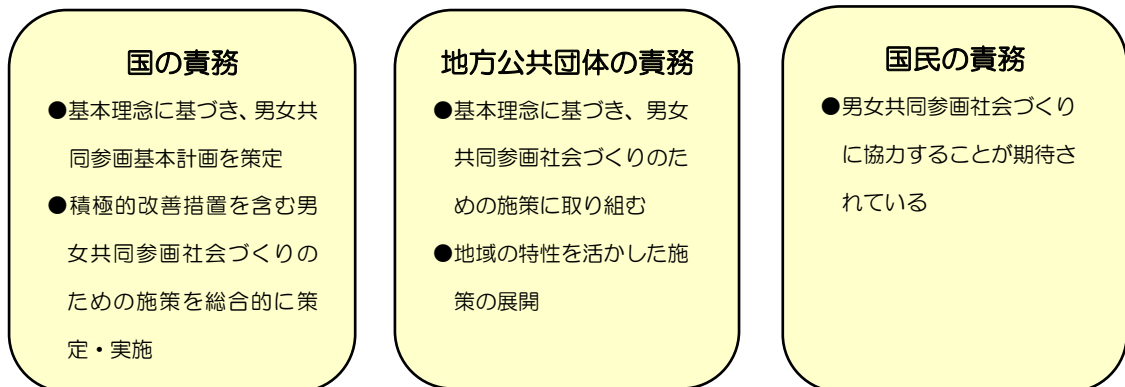 国の責務
●基本理念に基づき、男女共
同参画基本計画を策定
●積極的改善措置を含む男
女共同参画社会づくりの
ための施策を総合的に策
定・実施
地方公共団体の責務
●基本理念に基づき、男女
共同参画社会づくりのた
めの施策に取り組む
●地域の特性を活かした施
策の展開
国民の責務
●男女共同参画社会づくり
に協力することが期待さ
れている